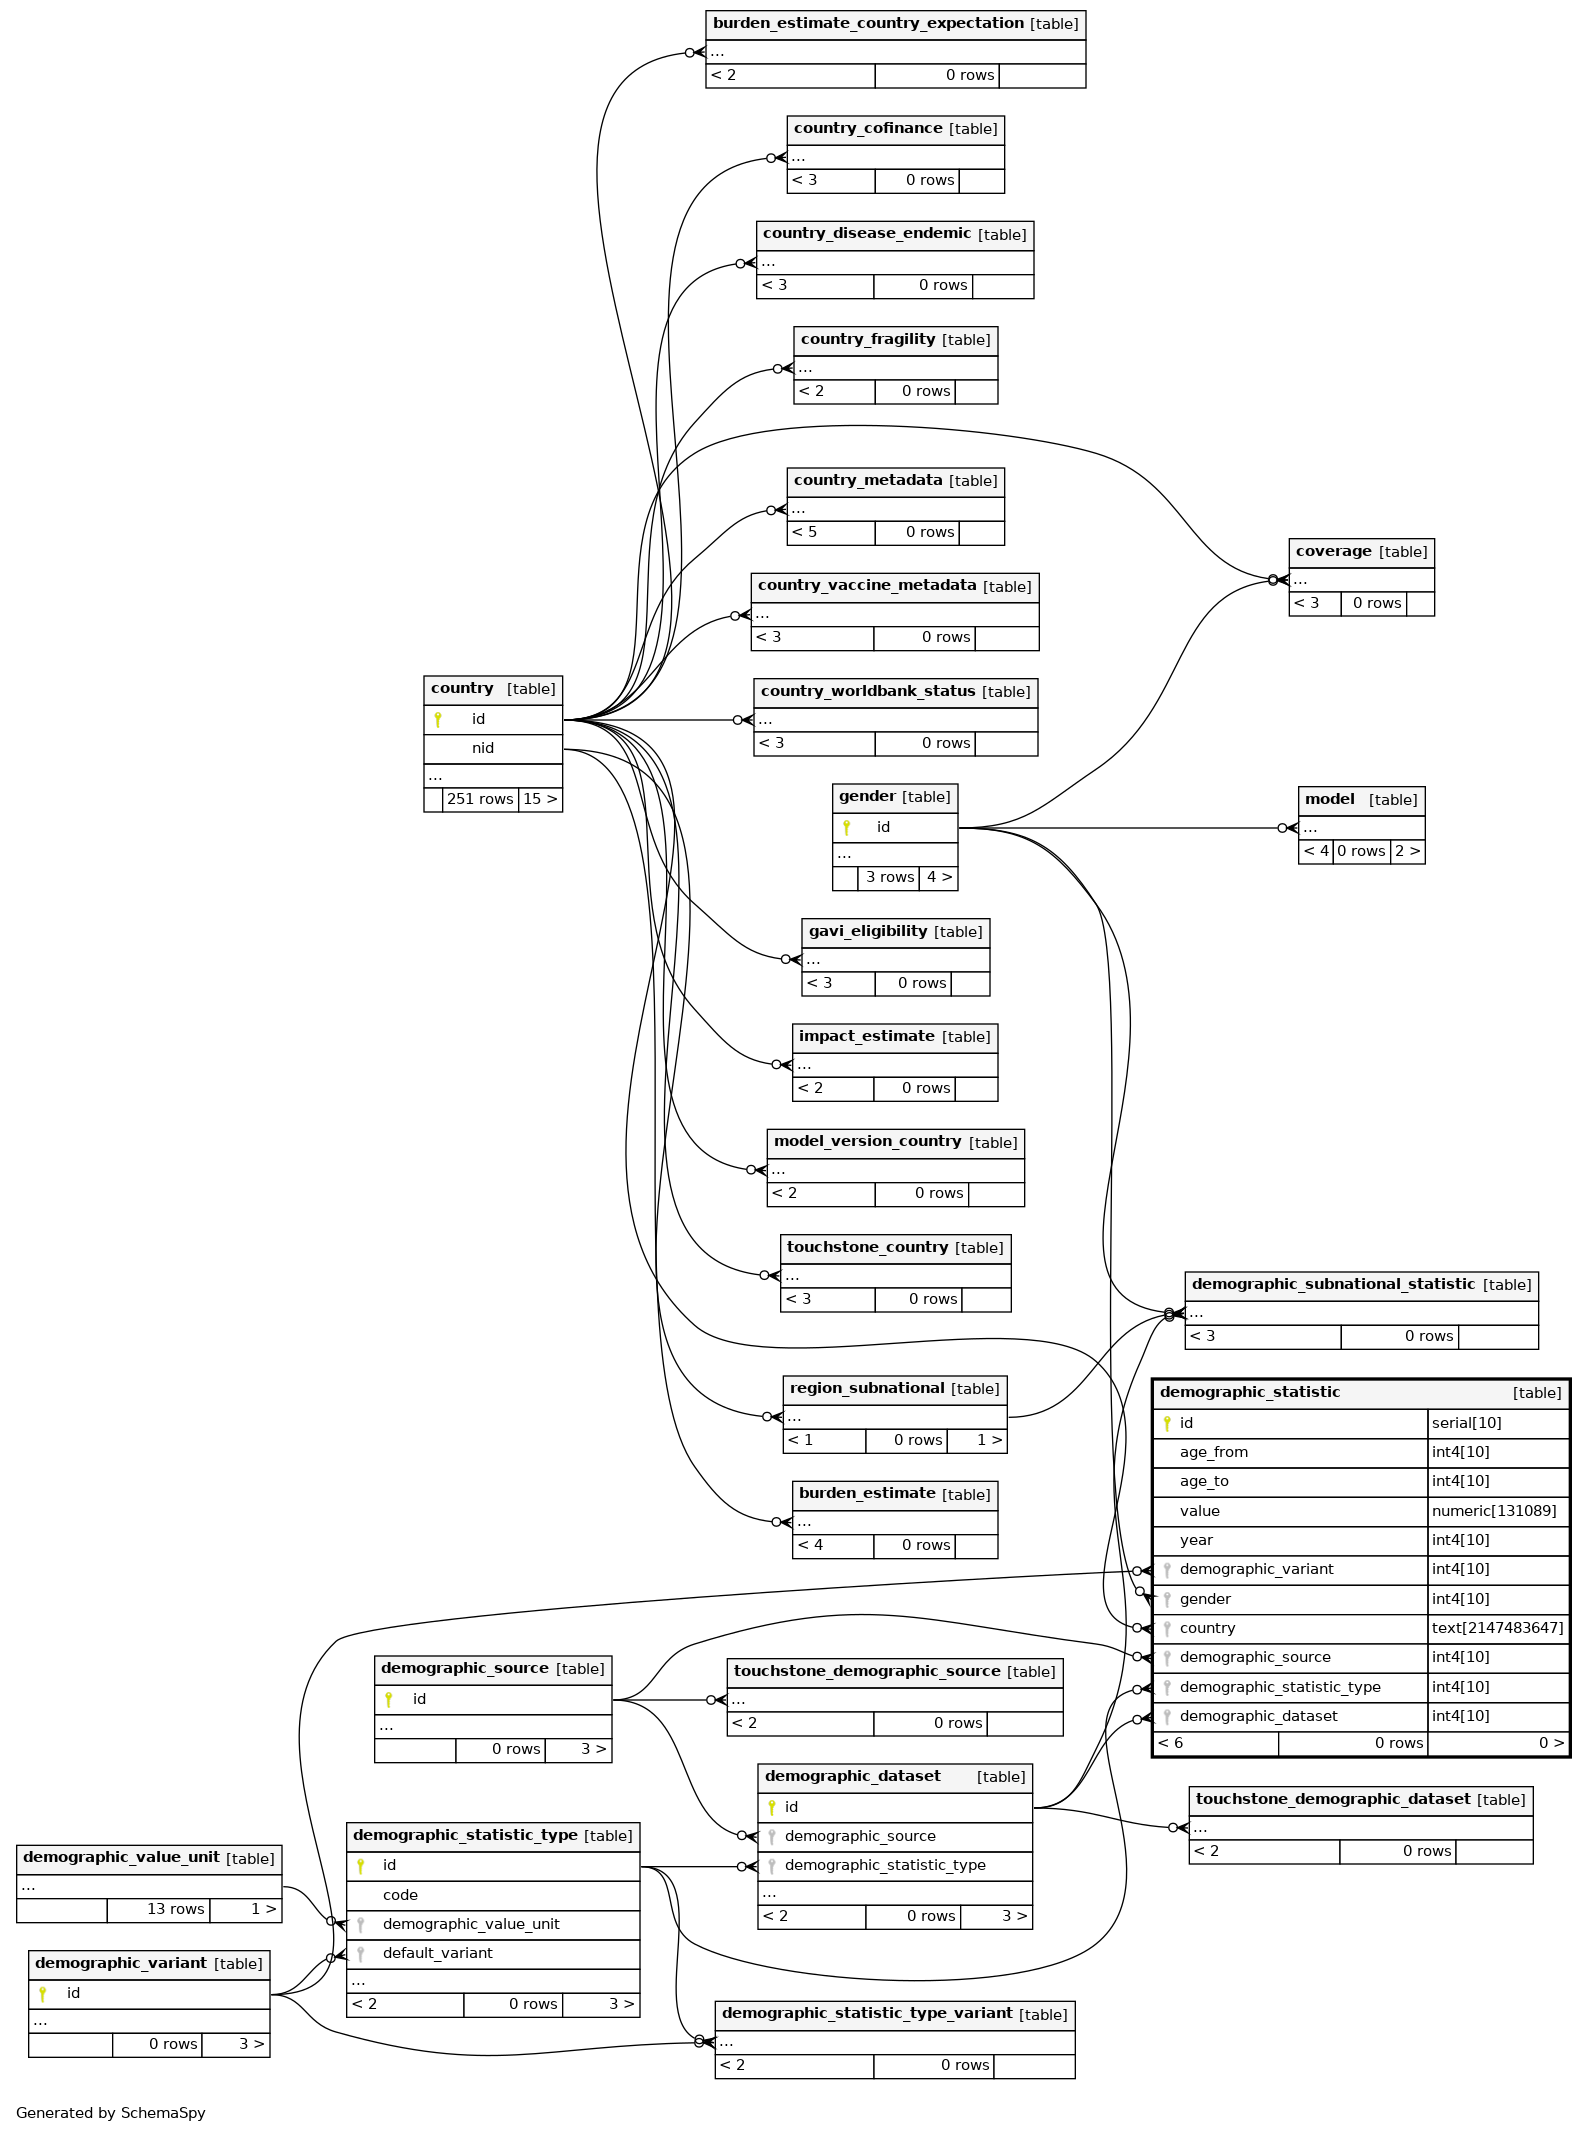 burden_estimate_country_expectation [table]
...
< 2 0 rows
country_cofinance [table]
...
< 3 0 rows
country_disease_endemic [table]
...
< 3 0 rows
country_fragility [table]
...
< 2 0 rows
country_metadata [table]
...
< 5 0 rows
coverage [table]
...
< 3 0 rows
country_vaccine_metadata [table]
...
< 3 0 rows
country [table]
id
nid
...
251 rows 15 >
country_worldbank_status [table]
...
< 3 0 rows
gender [table]
id
...
3 rows 4 >
model [table]
...
< 4 0 rows 2 >
gavi_eligibility [table]
...
< 3 0 rows
impact_estimate [table]
...
< 2 0 rows
model_version_country [table]
...
< 2 0 rows
touchstone_country [table]
...
< 3 0 rows
demographic_subnational_statistic [table]
...
< 3 0 rows
region_subnational [table]
...
< 1 0 rows 1 >
demographic_statistic [table]
id serial[10]
age_from int4[10]
age_to int4[10]
value numeric[131089]
year int4[10]
demographic_variant int4[10]
gender int4[10]
country text[2147483647]
demographic_source int4[10]
demographic_statistic_type int4[10]
demographic_dataset int4[10]
< 6 0 rows 0 >
burden_estimate [table]
...
< 4 0 rows
demographic_source [table]
id
...
0 rows 3 >
touchstone_demographic_source [table]
...
< 2 0 rows
demographic_dataset [table]
id
demographic_source
demographic_statistic_type
...
< 2 0 rows 3 >
touchstone_demographic_dataset [table]
...
< 2 0 rows
demographic_statistic_type [table]
id
code
demographic_value_unit
default_variant
...
< 2 0 rows 3 >
demographic_value_unit [table]
...
13 rows 1 >
demographic_variant [table]
id
...
0 rows 3 >
demographic_statistic_type_variant [table]
...
< 2 0 rows
Generated by SchemaSpy